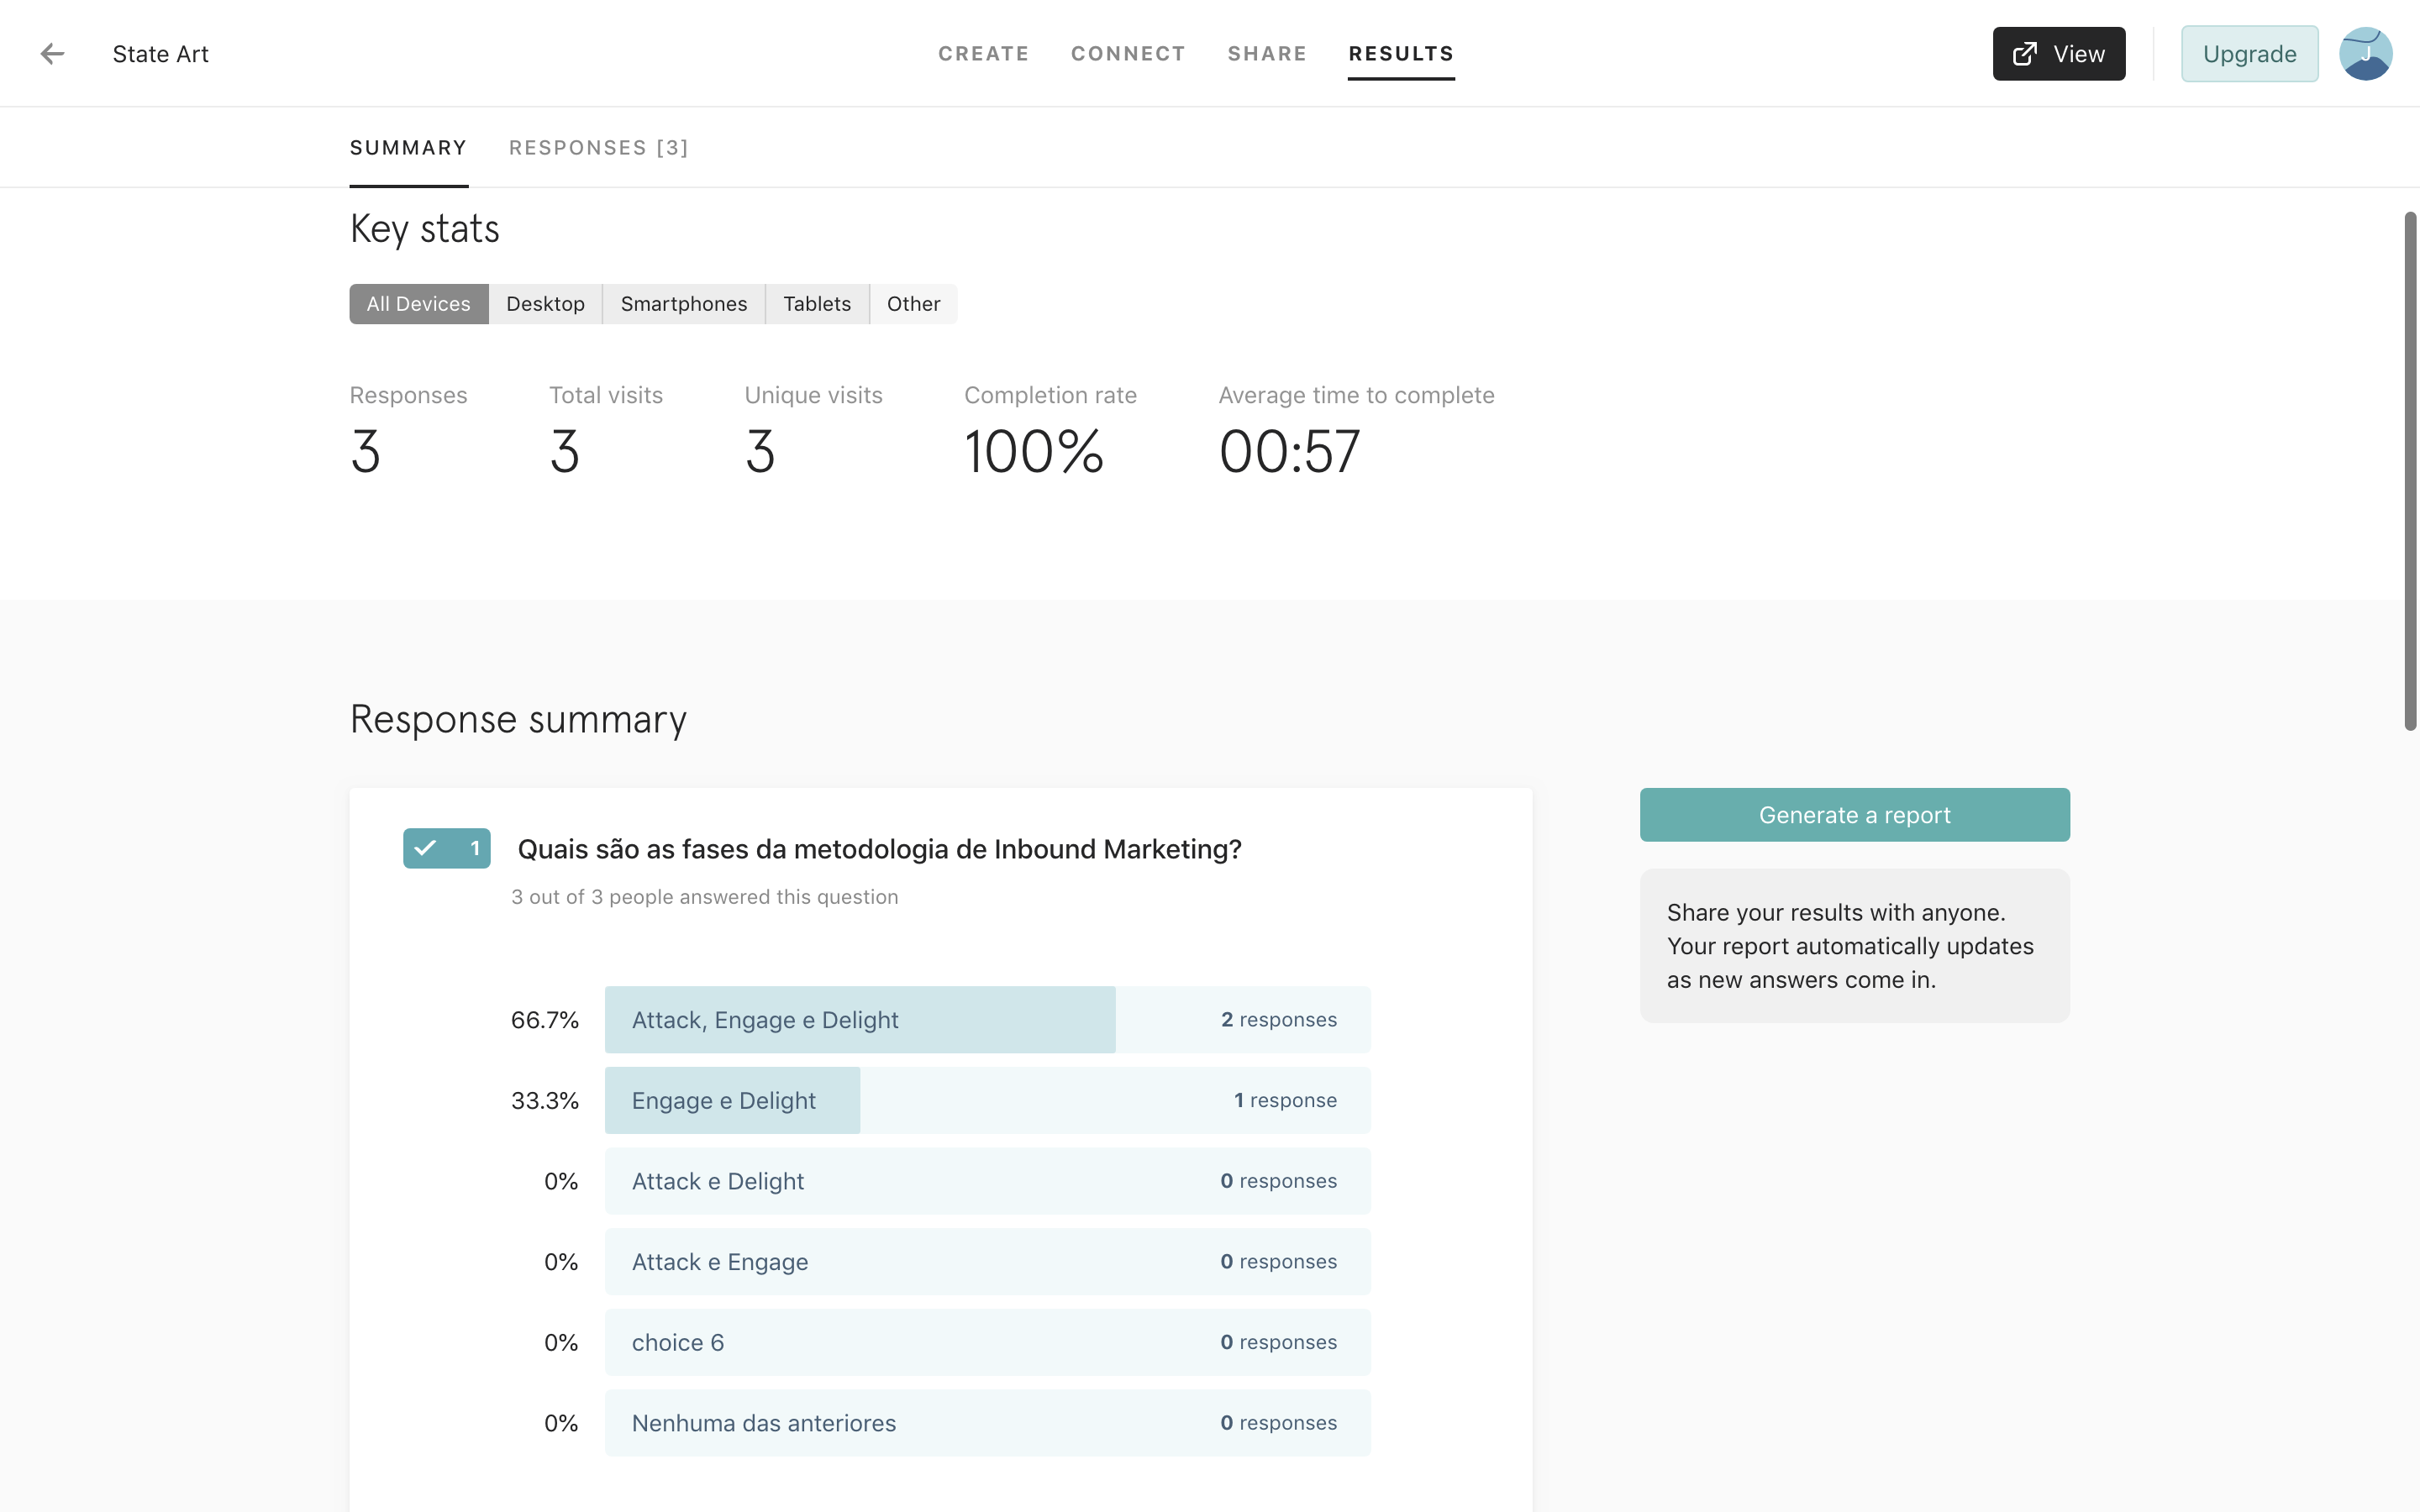 State Art
CREATE CONNECT SHARE RESULTS
View
Upgrade
J
SUMMARY RESPONSES [3]
Key stats
All Devices Desktop Smartphones Tablets Other
Responses Total visits Unique visits Completion rate Average time to complete
3 3 3 100% 00:57
Response summary
1 Quais são as fases da metodologia de Inbound Marketing?
3 out of 3 people answered this question
66.7% Attack, Engage e Delight 2 responses
33.3% Engage e Delight 1 response
0% Attack e Delight 0 responses
0% Attack e Engage 0 responses
0% choice 6 0 responses
0% Nenhuma das anteriores 0 responses
Generate a report
Share your results with anyone.
Your report automatically updates
as new answers come in.